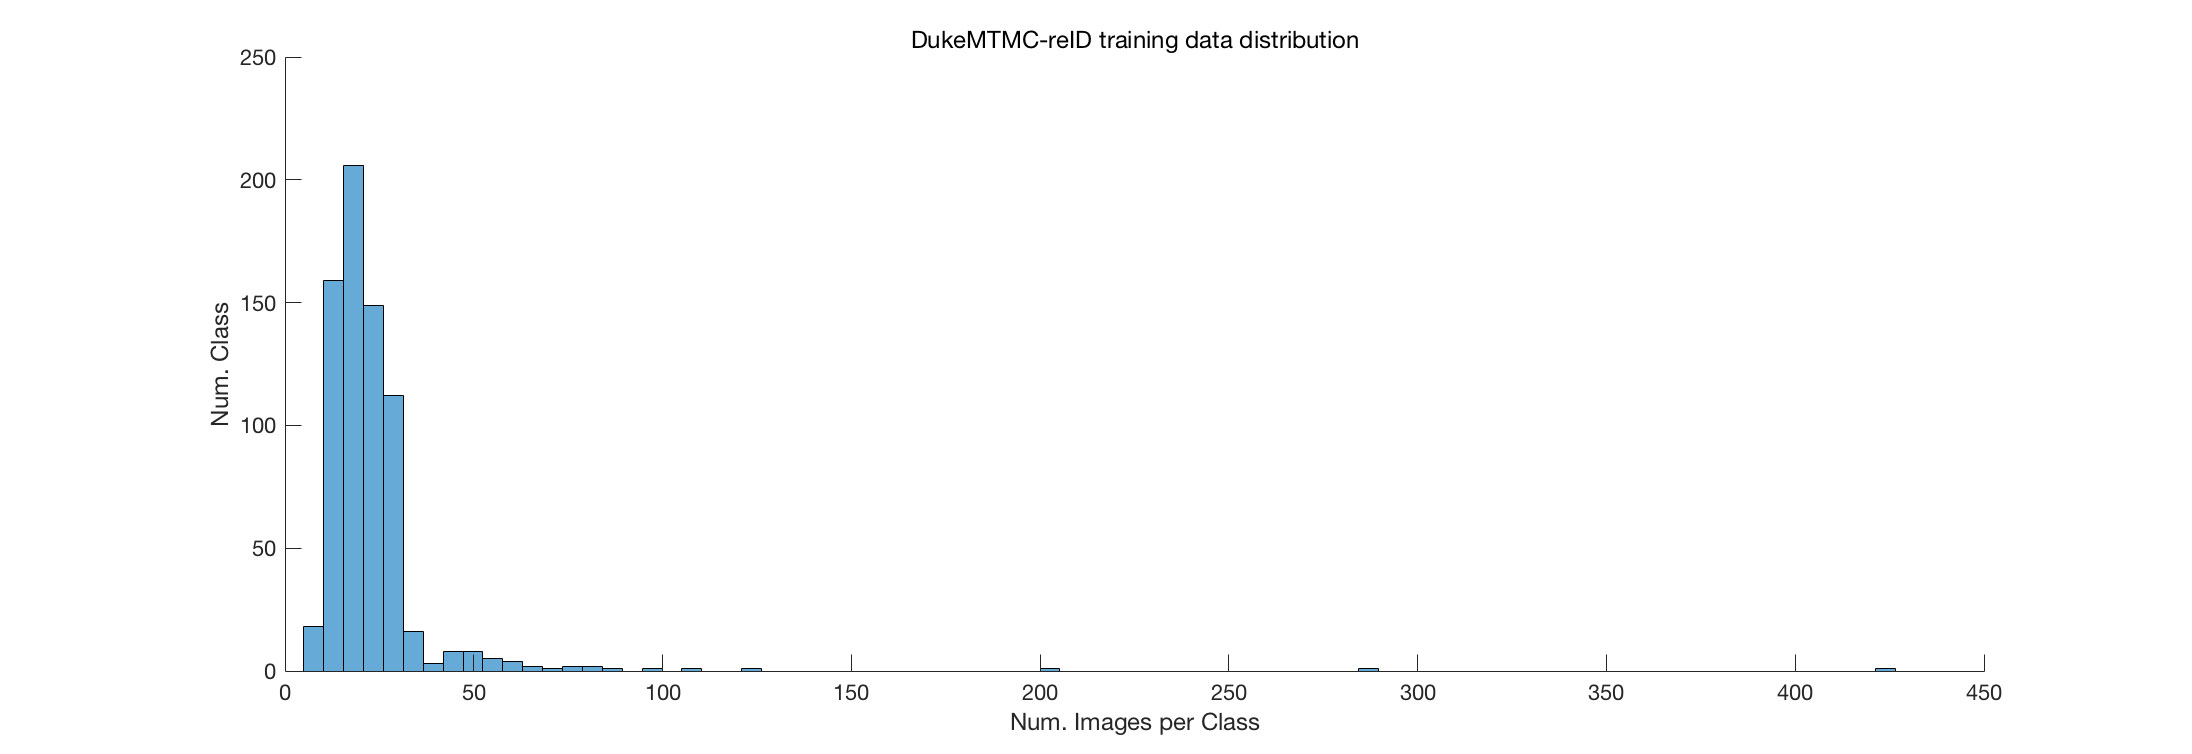 DukeMTMC-reID training data distribution
250
200
150
100
50
0
Num. Class
0 50 100 150 200 250 300 350 400 450
Num. Images per Class